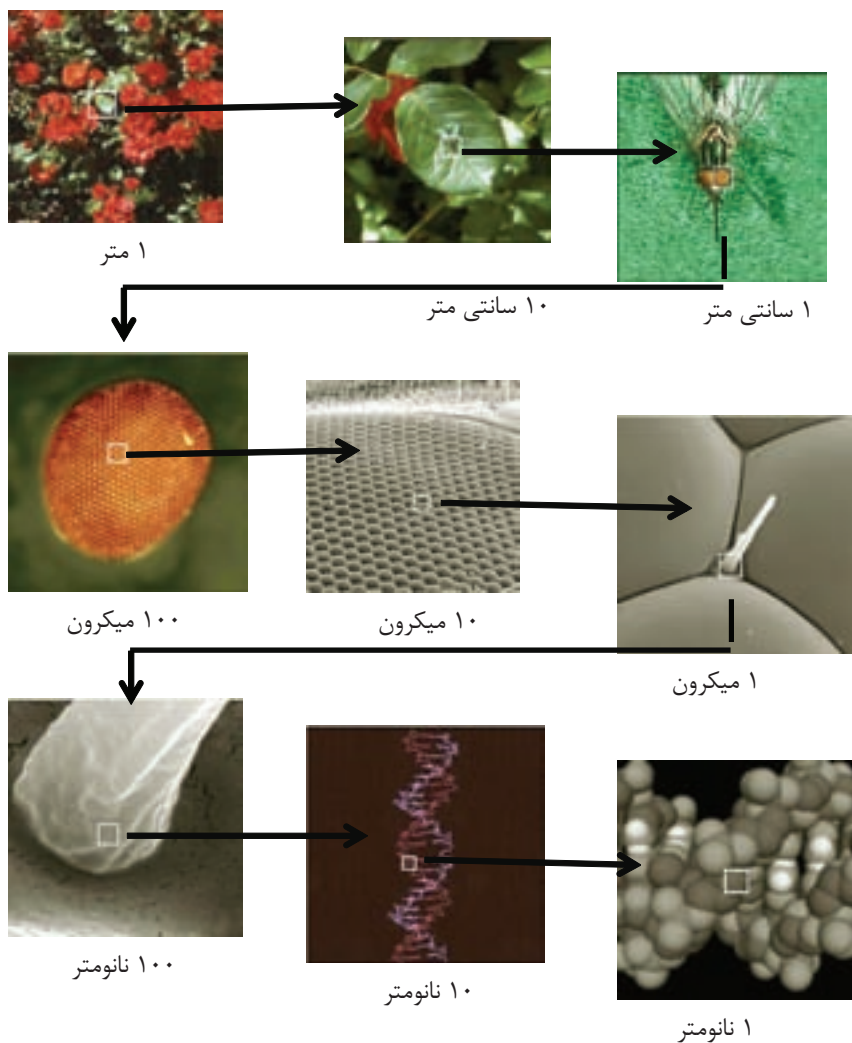 ۱ متر
۱۰ سانتی متر
۱ سانتی متر
۱۰۰ میکرون
۱۰ میکرون
۱ میکرون
۱۰۰ نانومتر
۱۰ نانومتر
۱ نانومتر